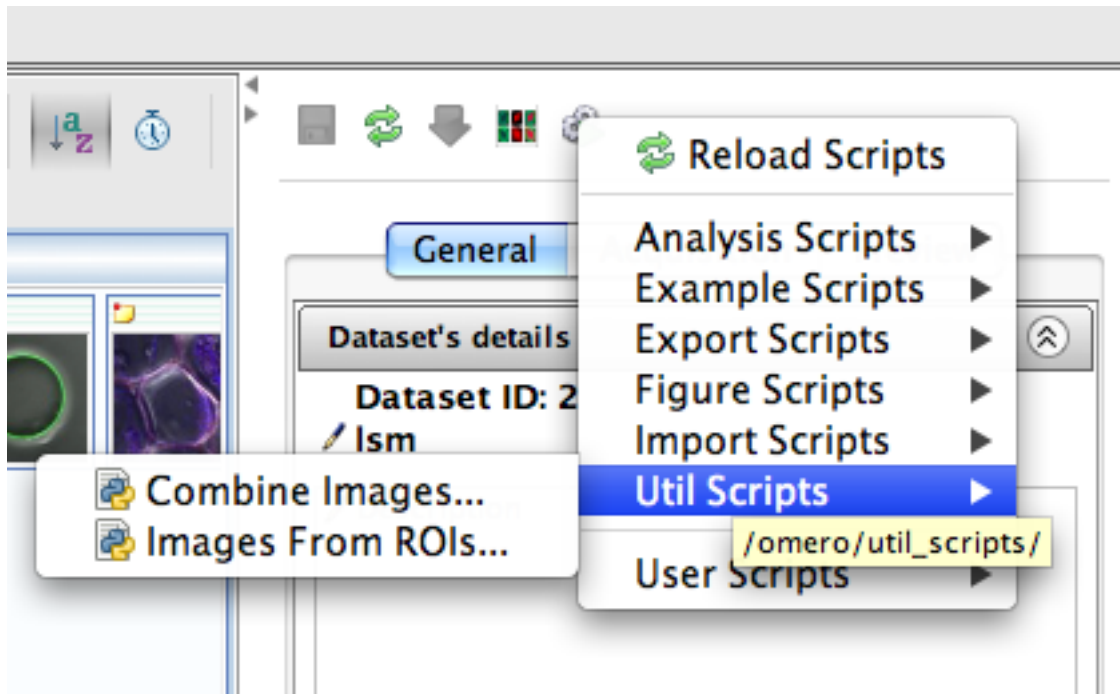 a
z
Reload Scripts
General
Analysis Scripts
Example Scripts
Dataset's details
Export Scripts
Dataset ID: 2
Figure Scripts
lsm
Import Scripts
Combine Images...
Util Scripts
Images From ROIs...
/omero/util_scripts/
User Scripts